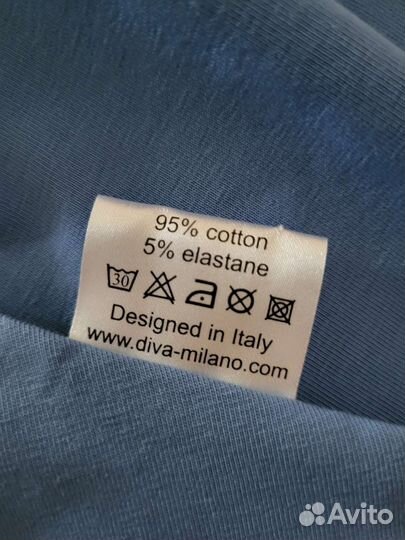 95% cotton
5% elastane
30
Designed in Italy
www.diva-milano.com
Avito